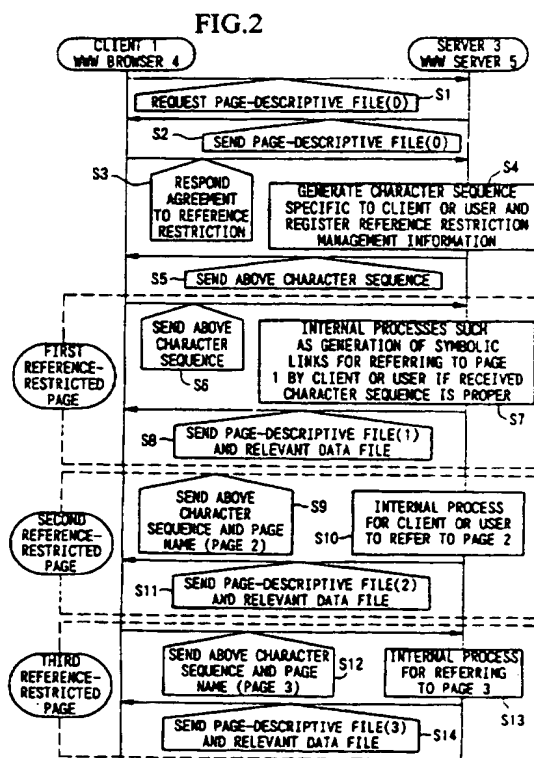 FIG.2
CLIENT 1
WWW BROWSER 4
SERVER 3
WWW SERVER 5
REQUEST PAGE-DESCRIPTIVE FILE(0)
S1
S2
SEND PAGE-DESCRIPTIVE FILE(0)
S3
RESPOND
AGREEMENT
TO REFERENCE
RESTRICTION
S4
GENERATE CHARACTER SEQUENCE
SPECIFIC TO CLIENT OR USER AND
REGISTER REFERENCE RESTRICTION
MANAGEMENT INFORMATION
S5
SEND ABOVE CHARACTER SEQUENCE
FIRST
REFERENCE-
RESTRICTED
PAGE
SEND ABOVE
CHARACTER
SEQUENCE
S6
INTERNAL PROCESSES SUCH
AS GENERATION OF SYMBOLIC
LINKS FOR REFERRING TO PAGE
1 BY CLIENT OR USER IF RECEIVED
CHARACTER SEQUENCE IS PROPER
S7
S8
SEND PAGE-DESCRIPTIVE FILE(1)
AND RELEVANT DATA FILE
SECOND
REFERENCE-
RESTRICTED
PAGE
SEND ABOVE
CHARACTER
SEQUENCE AND PAGE
NAME (PAGE 2)
S9
S10
INTERNAL PROCESS
FOR CLIENT OR USER
TO REFER TO PAGE 2
S11
SEND PAGE-DESCRIPTIVE FILE(2)
AND RELEVANT DATA FILE
THIRD
REFERENCE-
RESTRICTED
PAGE
SEND ABOVE CHARACTER
SEQUENCE AND PAGE
NAME (PAGE 3)
S12
INTERNAL PROCESS
FOR REFERRING
TO PAGE 3
S13
SEND PAGE-DESCRIPTIVE FILE(3)
AND RELEVANT DATA FILE
S14